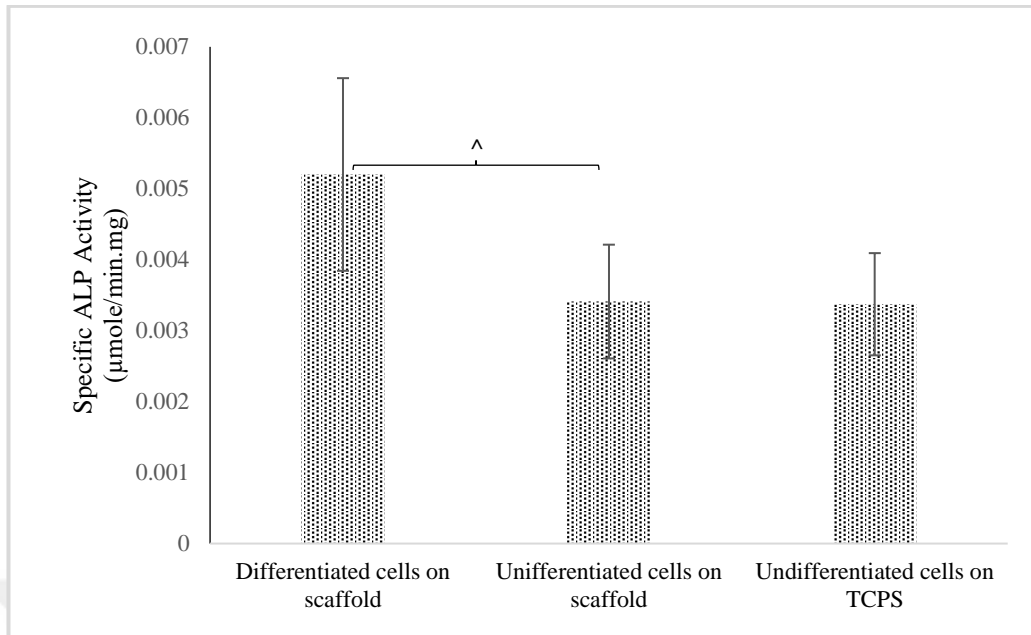 0.007
0.006
0.005
0.004
0.003
0.002
0.001
0
Specific ALP Activity
(µmole/min.mg)
^
Differentiated cells on
scaffold
Unifferentiated cells on
scaffold
Undifferentiated cells on
TCPS